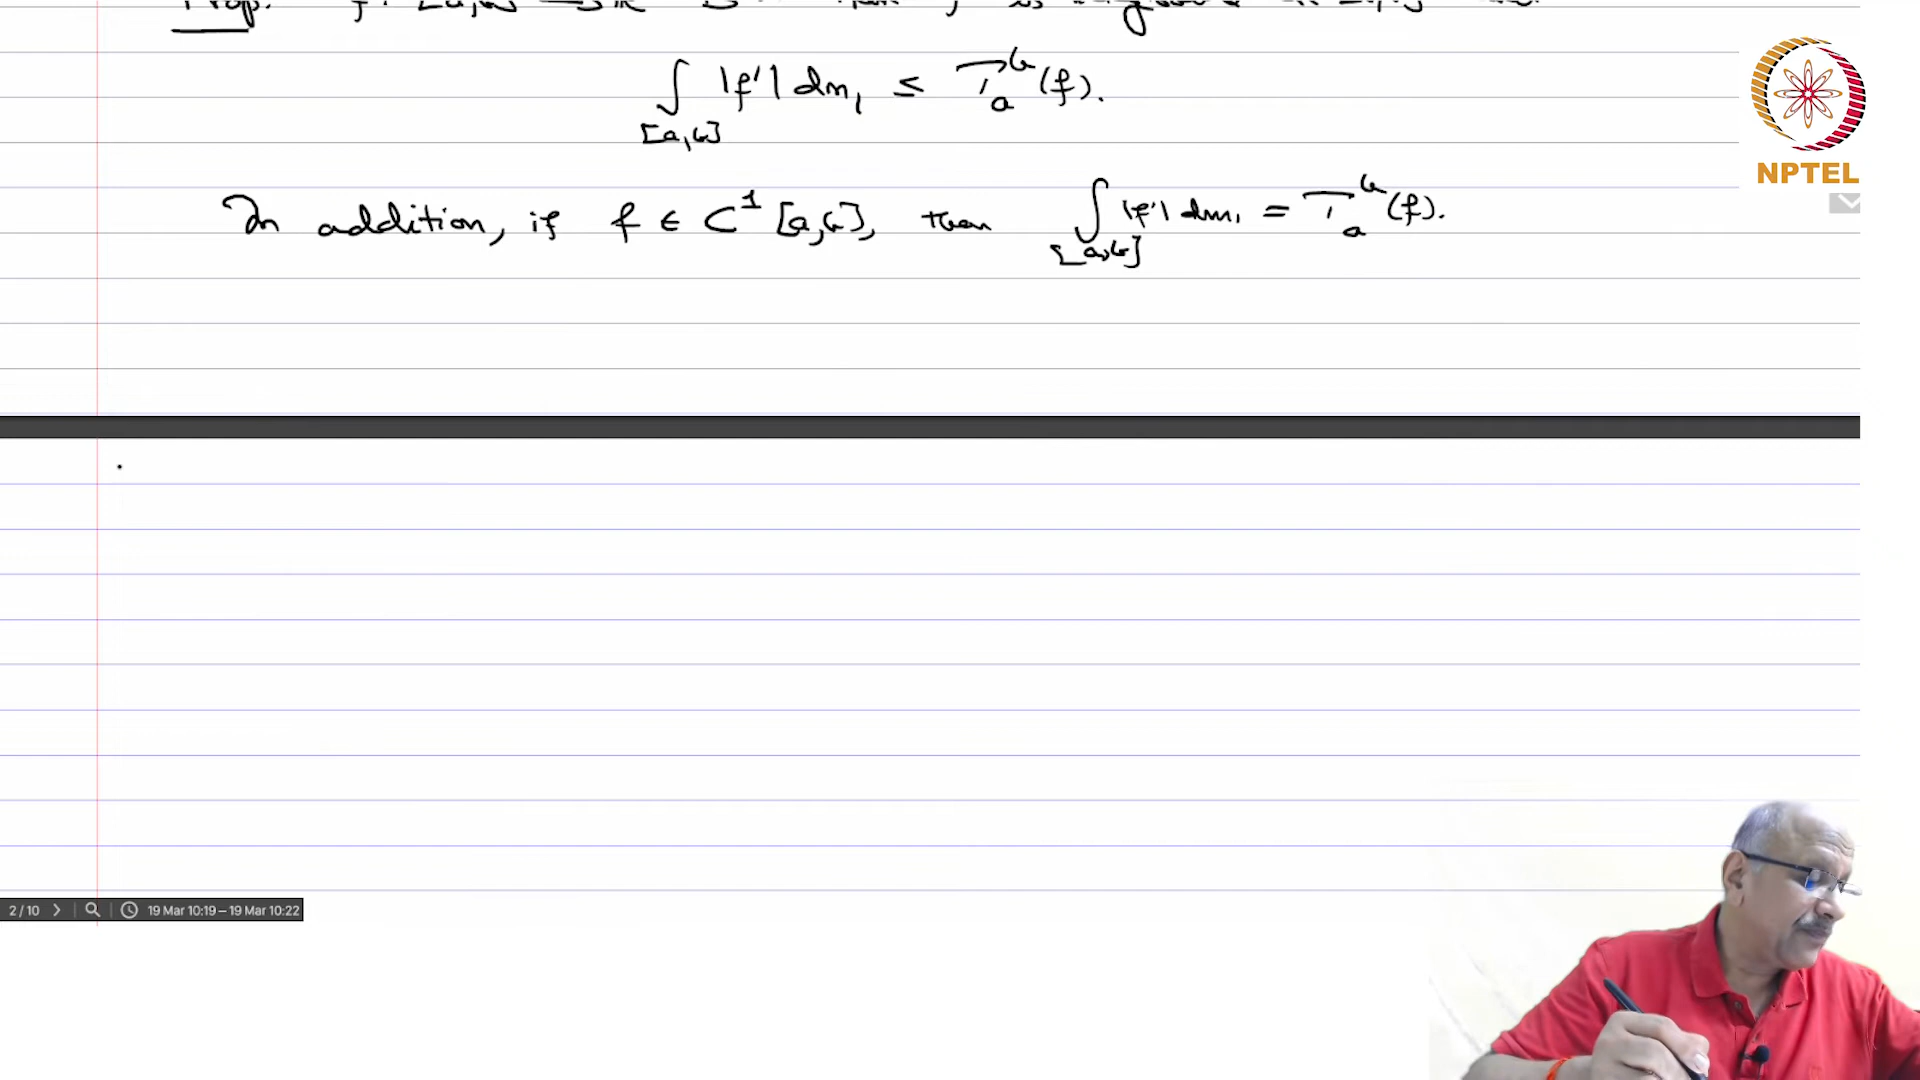 Prop. f: [a,b] → ℝ
∫_{[a,b]} |f'| dm₁ ≤ T_a^b (f).
NPTEL
In addition, if f ∈ C¹ [a,b], then ∫_{[a,b]} |f'| dm₁ = T_a^b (f).
2 / 10 19 Mar 10:19 – 19 Mar 10:22